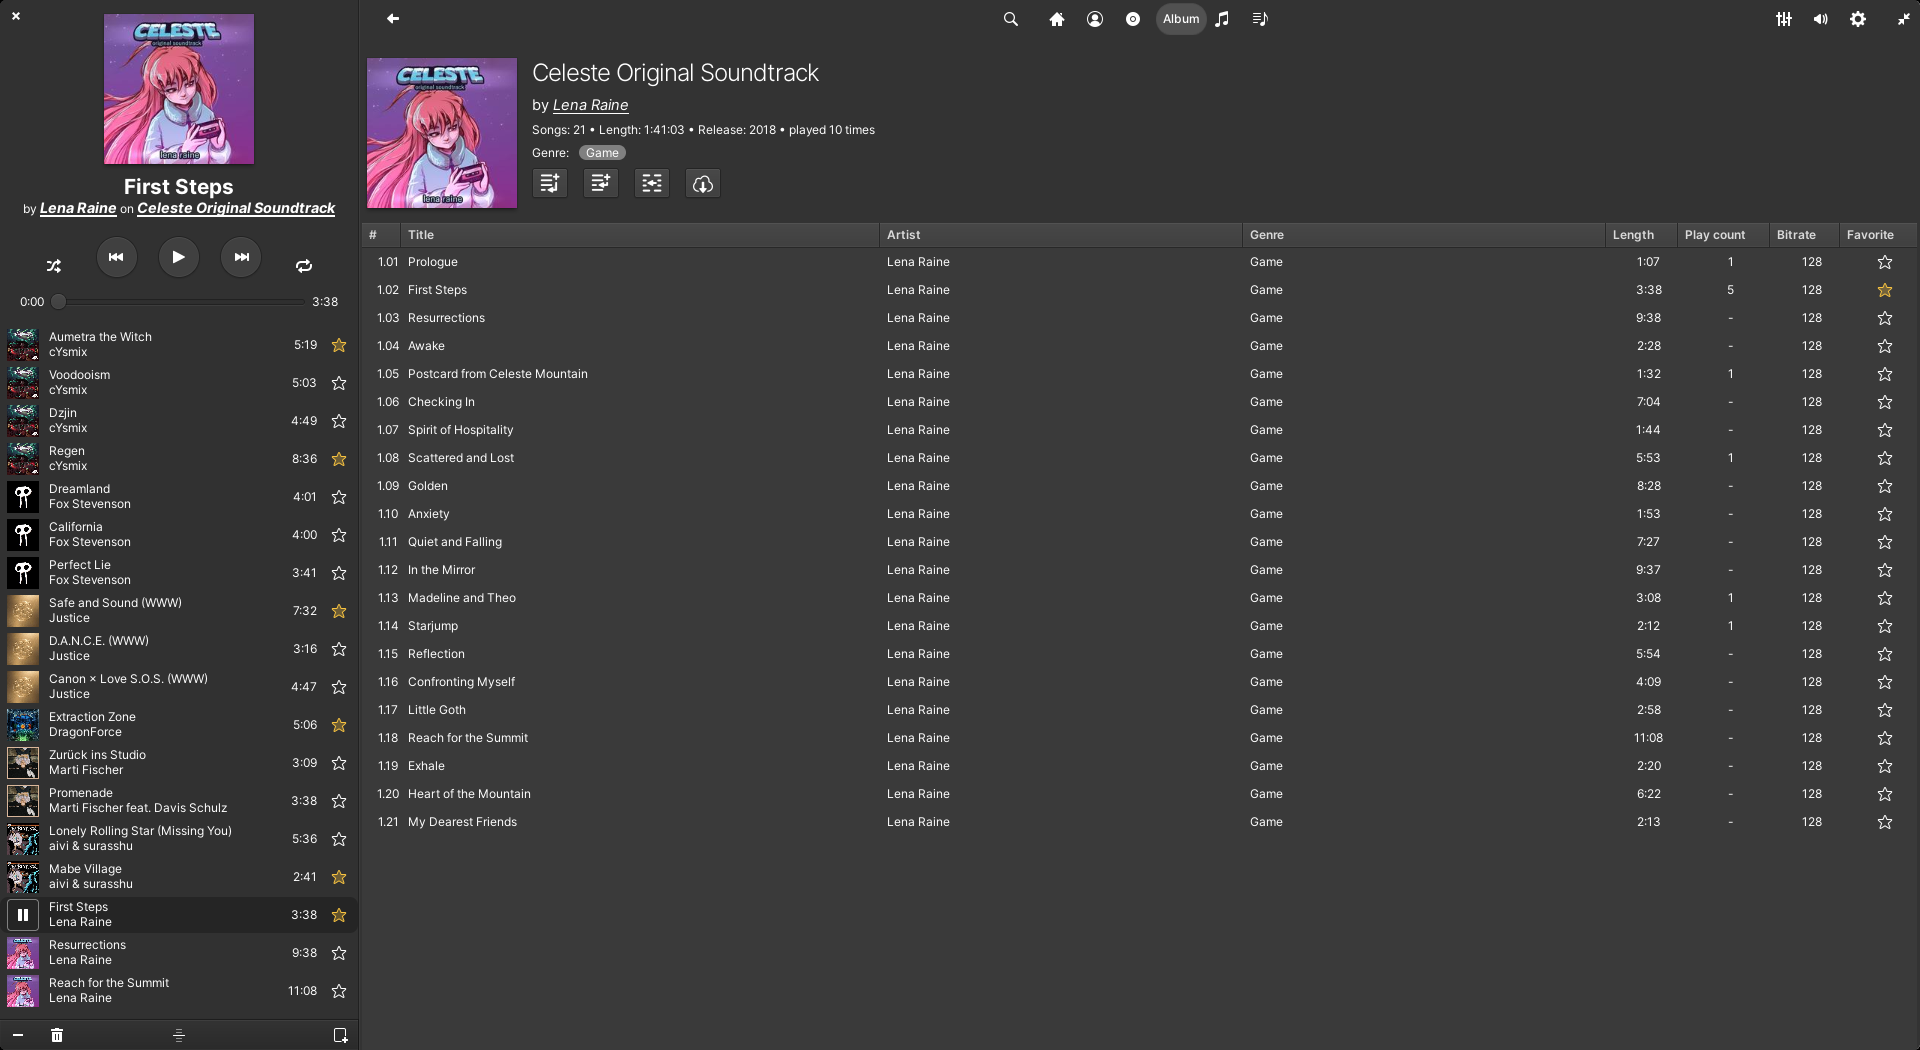 CELESTE
original soundtrack
lena raine
First Steps
by Lena Raine on Celeste Original Soundtrack
0:00 3:38
Aumetra the Witch
cYsmix
5:19
Voodooism
cYsmix
5:03
Dzjin
cYsmix
4:49
Regen
cYsmix
8:36
Dreamland
Fox Stevenson
4:01
California
Fox Stevenson
4:00
Perfect Lie
Fox Stevenson
3:41
Safe and Sound (WWW)
Justice
7:32
D.A.N.C.E. (WWW)
Justice
3:16
Canon × Love S.O.S. (WWW)
Justice
4:47
Extraction Zone
DragonForce
5:06
Zurück ins Studio
Marti Fischer
3:09
Promenade
Marti Fischer feat. Davis Schulz
3:38
Lonely Rolling Star (Missing You)
aivi & surasshu
5:36
Mabe Village
aivi & surasshu
2:41
First Steps
Lena Raine
3:38
Resurrections
Lena Raine
9:38
Reach for the Summit
Lena Raine
11:08
Album
CELESTE
original soundtrack
lena raine
Celeste Original Soundtrack
by Lena Raine
Songs: 21 • Length: 1:41:03 • Release: 2018 • played 10 times
Genre: Game
# Title Artist Genre Length Play count Bitrate Favorite
1.01 Prologue Lena Raine Game 1:07 1 128
1.02 First Steps Lena Raine Game 3:38 5 128
1.03 Resurrections Lena Raine Game 9:38 - 128
1.04 Awake Lena Raine Game 2:28 - 128
1.05 Postcard from Celeste Mountain Lena Raine Game 1:32 1 128
1.06 Checking In Lena Raine Game 7:04 - 128
1.07 Spirit of Hospitality Lena Raine Game 1:44 - 128
1.08 Scattered and Lost Lena Raine Game 5:53 1 128
1.09 Golden Lena Raine Game 8:28 - 128
1.10 Anxiety Lena Raine Game 1:53 - 128
1.11 Quiet and Falling Lena Raine Game 7:27 - 128
1.12 In the Mirror Lena Raine Game 9:37 - 128
1.13 Madeline and Theo Lena Raine Game 3:08 1 128
1.14 Starjump Lena Raine Game 2:12 1 128
1.15 Reflection Lena Raine Game 5:54 - 128
1.16 Confronting Myself Lena Raine Game 4:09 - 128
1.17 Little Goth Lena Raine Game 2:58 - 128
1.18 Reach for the Summit Lena Raine Game 11:08 - 128
1.19 Exhale Lena Raine Game 2:20 - 128
1.20 Heart of the Mountain Lena Raine Game 6:22 - 128
1.21 My Dearest Friends Lena Raine Game 2:13 - 128